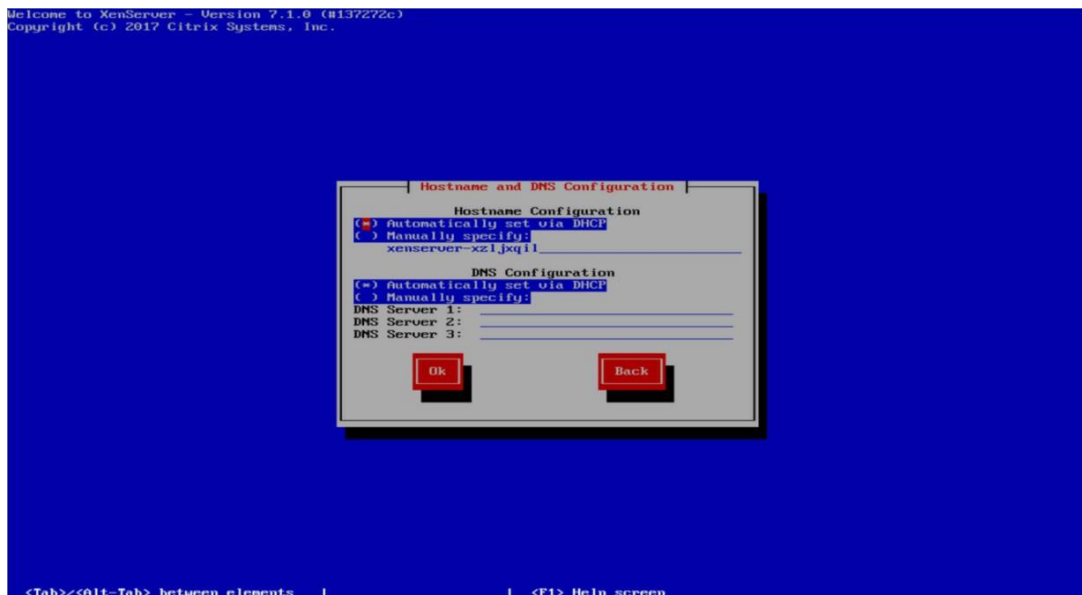 Welcome to XenServer - Version 7.1.0 (#137272c)
Copyright (c) 2017 Citrix Systems, Inc.
Hostname and DNS Configuration
Hostname Configuration
(*) Automatically set via DHCP
( ) Manually specify:
xenserver-xzljxqil
DNS Configuration
(*) Automatically set via DHCP
( ) Manually specify:
DNS Server 1:
DNS Server 2:
DNS Server 3:
Ok Back
<Tab>/<Alt-Tab> between elements | | <F1> Help screen